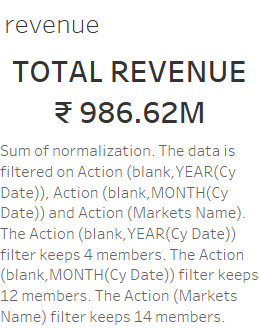 revenue
TOTAL REVENUE
₹ 986.62M
Sum of normalization. The data is
filtered on Action (blank,YEAR(Cy
Date)), Action (blank,MONTH(Cy
Date)) and Action (Markets Name).
The Action (blank,YEAR(Cy Date))
filter keeps 4 members. The Action
(blank,MONTH(Cy Date)) filter keeps
12 members. The Action (Markets
Name) filter keeps 14 members.